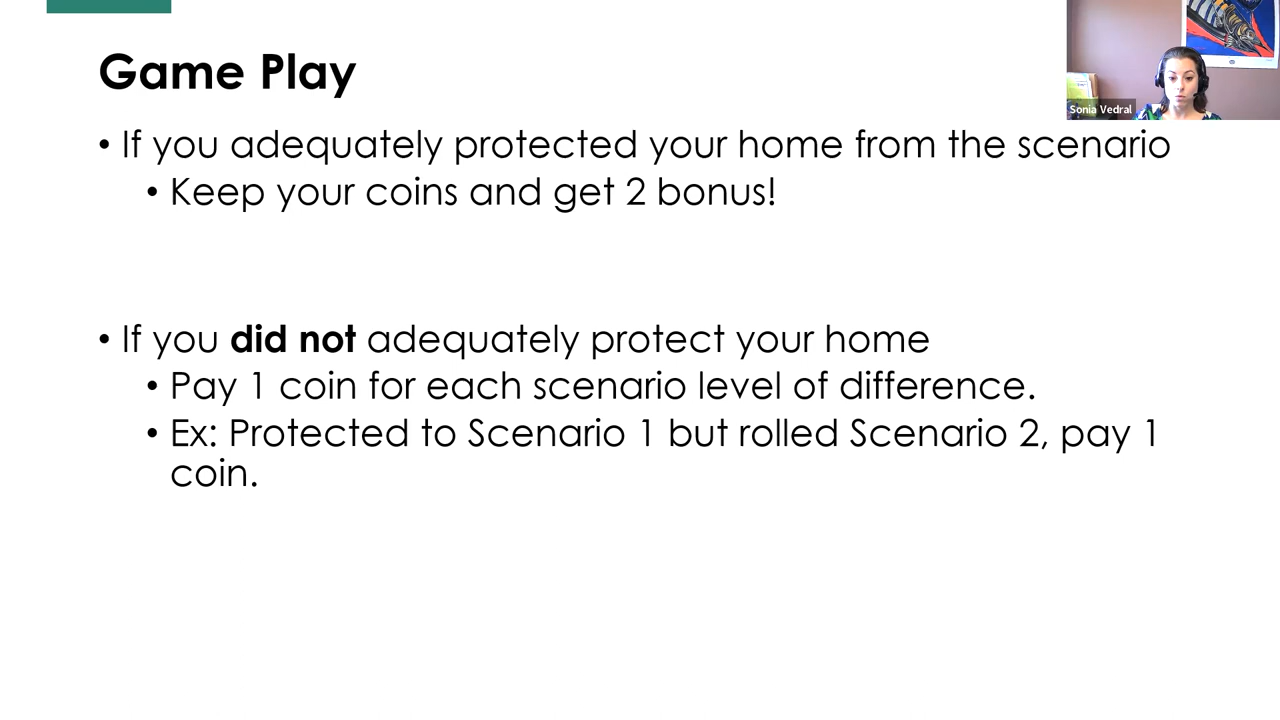 Game Play
Sonia Vedral
• If you adequately protected your home from the scenario
• Keep your coins and get 2 bonus!
• If you did not adequately protect your home
• Pay 1 coin for each scenario level of difference.
• Ex: Protected to Scenario 1 but rolled Scenario 2, pay 1
coin.